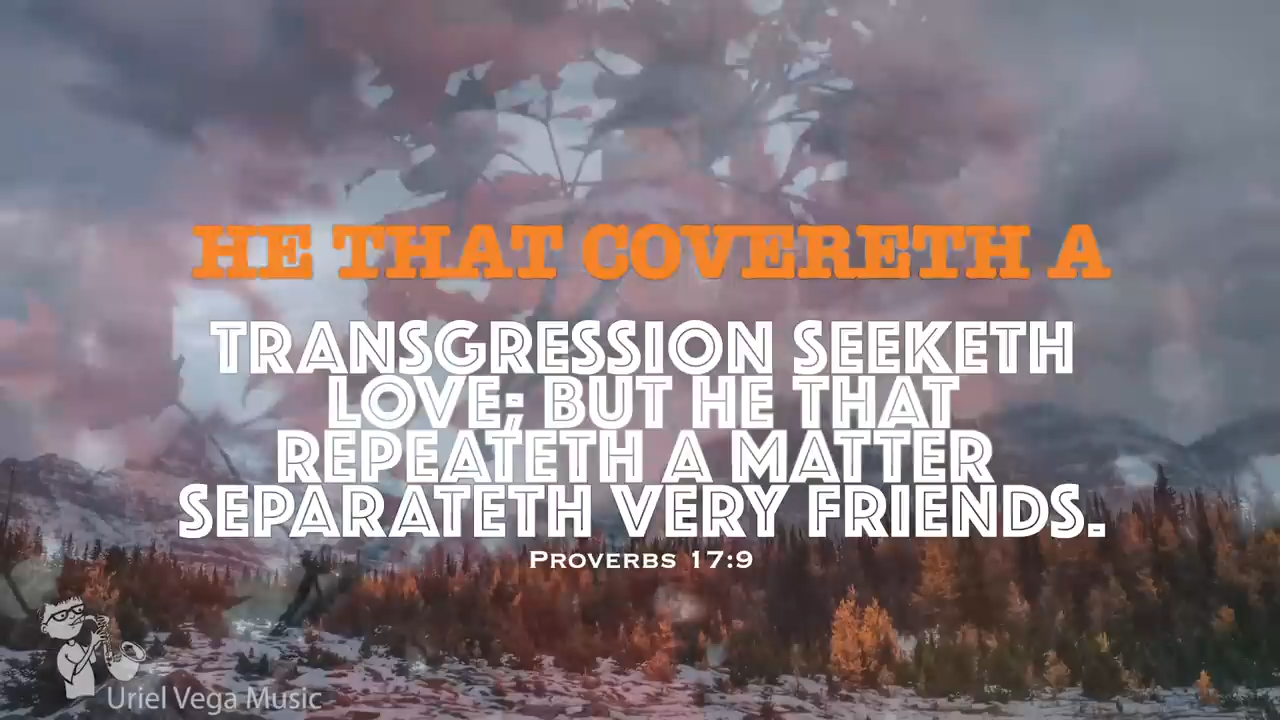 HE THAT COVERETH A
TRANSGRESSION SEEKETH
LOVE; BUT HE THAT
REPEATETH A MATTER
SEPARATETH VERY FRIENDS.
PROVERBS 17:9
Uriel Vega Music